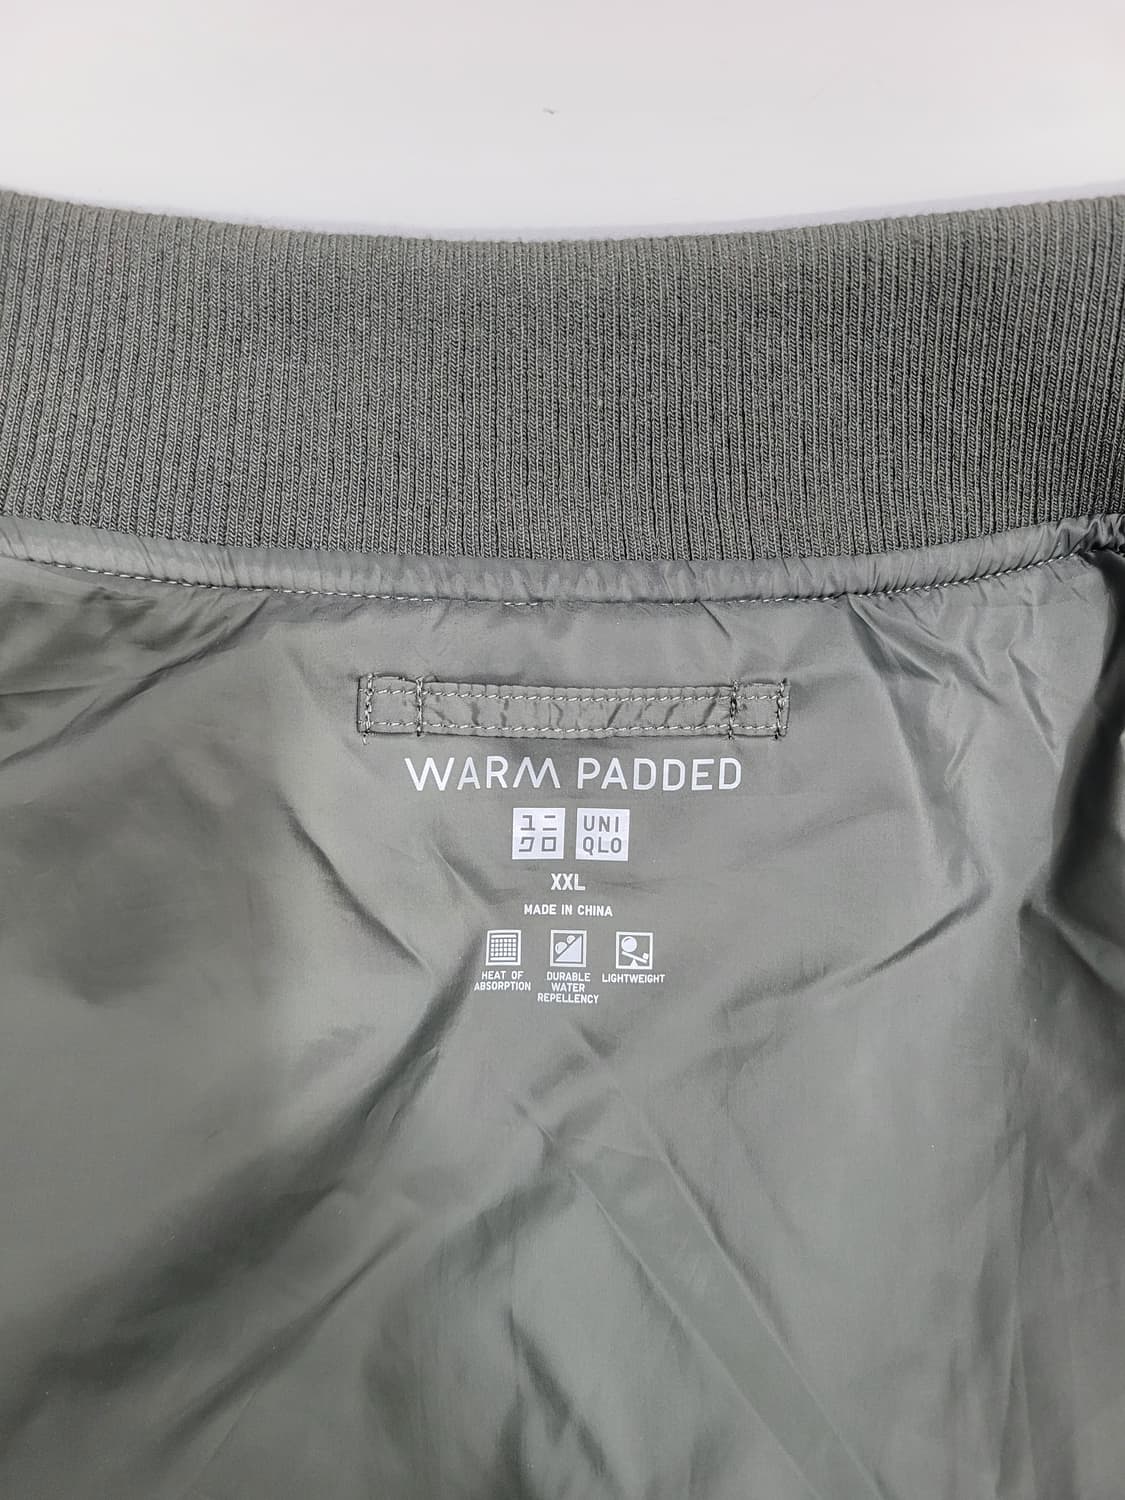 WARM PADDED
ユニ UNI
クロ QLO
XXL
MADE IN CHINA
HEAT OF
ABSORPTION
DURABLE
WATER
REPELLENCY
LIGHTWEIGHT